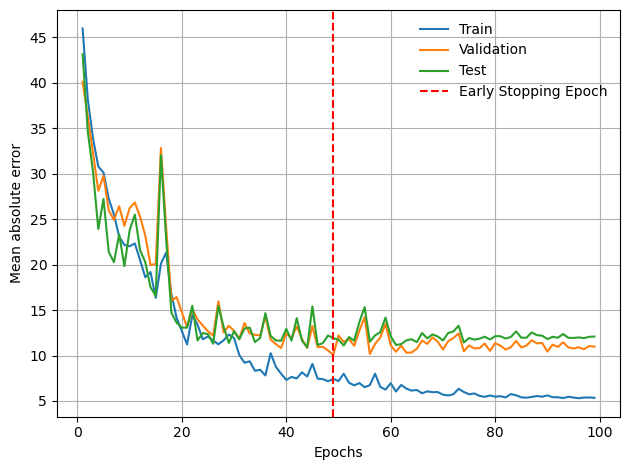 45
40
35
30
25
20
15
10
5
Mean absolute error
Train
Validation
Test
Early Stopping Epoch
0 20 40 60 80 100
Epochs